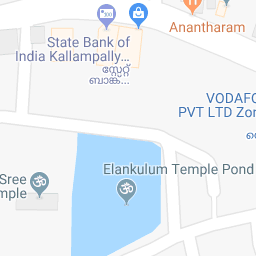 Anantharam
State Bank of
India Kallampally...
സ്റ്റേറ്റ്
ബാങ്ക്...
VODAFO
PVT LTD Zon
Elankulum Temple Pond
Sree
mple